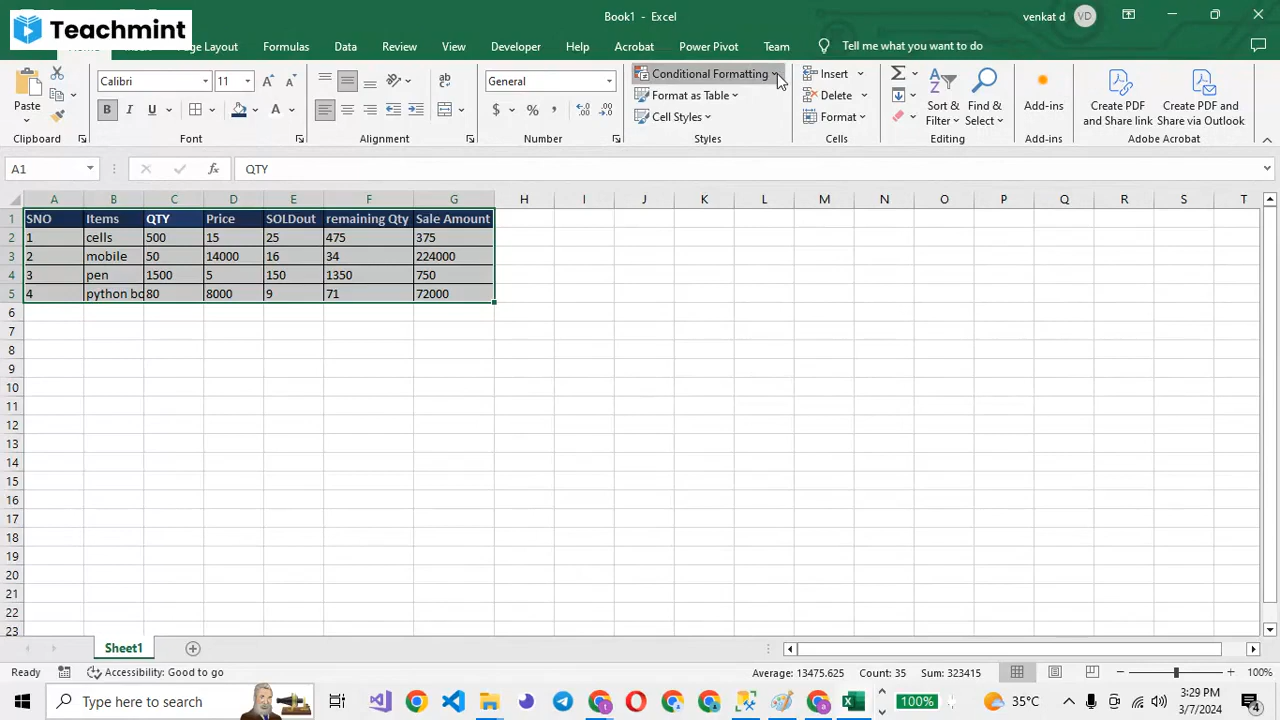 Teachmint
Book1 - Excel
venkat d
VD
Page Layout
Formulas
Data
Review
View
Developer
Help
Acrobat
Power Pivot
Tell me what you want to do
Paste
Clipboard
Calibri
11
B I U
Font
Alignment
General
Number
Conditional Formatting
Format as Table
Cell Styles
Styles
Insert
Delete
Format
Cells
Sort & Filter
Find & Select
Editing
Add-ins
Add-ins
Create PDF and Share link
Create PDF and Share via Outlook
Adobe Acrobat
A1
fx
QTY
A B C D E F G H I J K L M N O P Q R S T
1 SNO Items QTY Price SOLDout remaining Qty Sale Amount
2 1 cells 500 15 25 475 375
3 2 mobile 50 14000 16 34 224000
4 3 pen 1500 5 150 1350 750
5 4 python bo 80 8000 9 71 72000
6
7
8
9
10
11
12
13
14
15
16
17
18
19
20
21
22
23
Sheet1
Ready
Accessibility: Good to go
Average: 13475.625 Count: 35 Sum: 323415
100%
Type here to search
100%
35°C
3:29 PM
3/7/2024
4